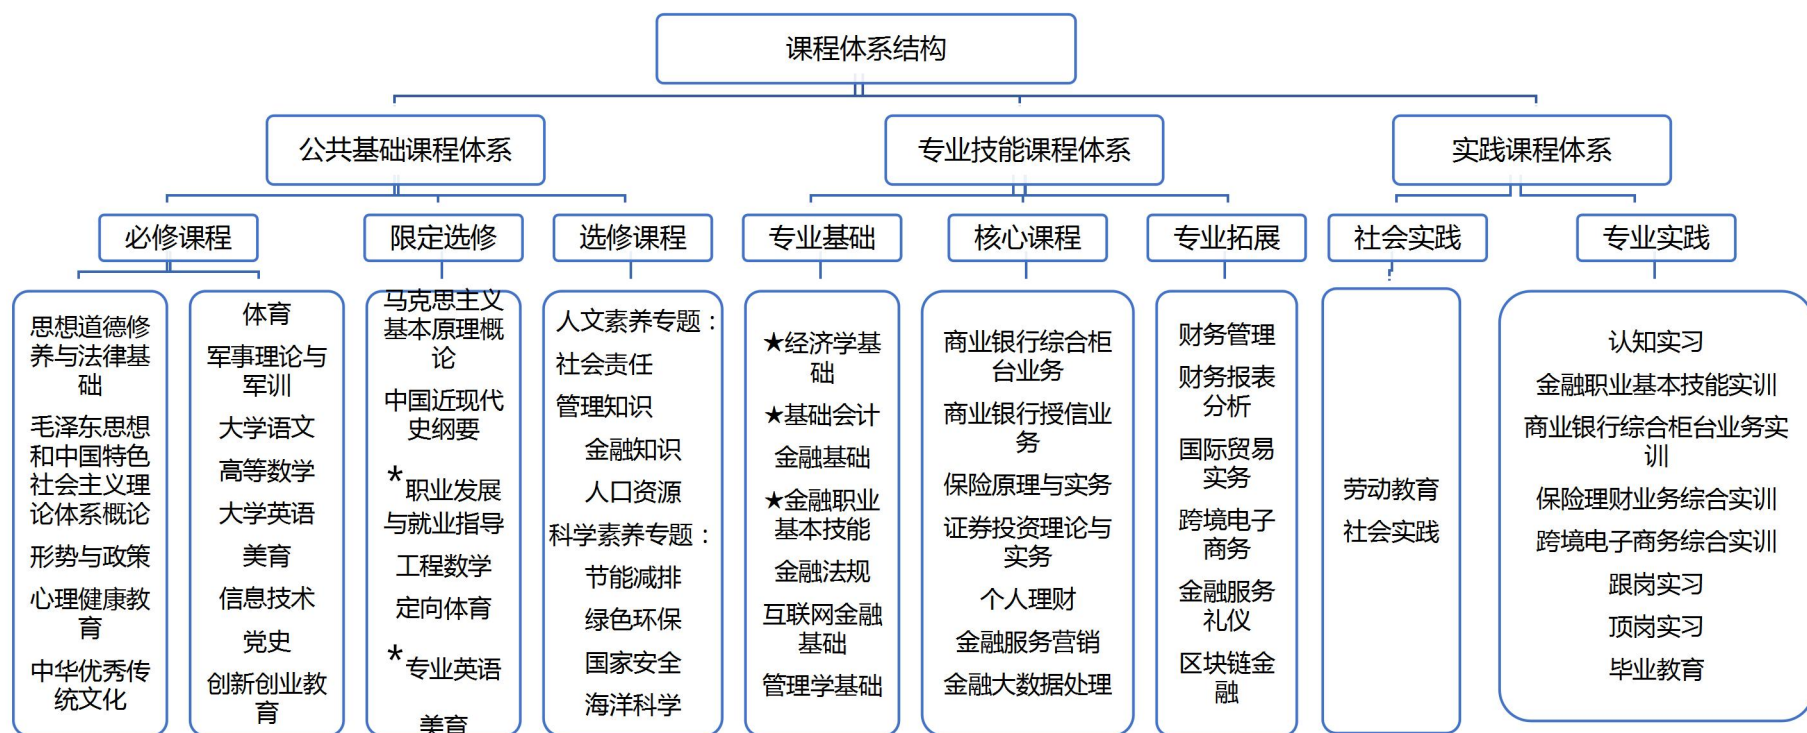 课程体系结构
公共基础课程体系
专业技能课程体系
实践课程体系
必修课程
限定选修
选修课程
专业基础
核心课程
专业拓展
社会实践
专业实践
思想道德修
养与法律基
础
毛泽东思想
和中国特色
社会主义理
论体系概论
形势与政策
心理健康教
育
中华优秀传
统文化
体育
军事理论与
军训
大学语文
高等数学
大学英语
美育
信息技术
党史
创新创业教
育
马克思主义
基本原理概
论
中国近现代
史纲要
*职业发展
与就业指导
工程数学
定向体育
*专业英语
美育
人文素养专题：
社会责任
管理知识
金融知识
人口资源
科学素养专题：
节能减排
绿色环保
国家安全
海洋科学
★经济学基
础
★基础会计
金融基础
★金融职业
基本技能
金融法规
互联网金融
基础
管理学基础
商业银行综合柜
台业务
商业银行授信业
务
保险原理与实务
证券投资理论与
实务
个人理财
金融服务营销
金融大数据处理
财务管理
财务报表
分析
国际贸易
实务
跨境电子
商务
金融服务
礼仪
区块链金
融
劳动教育
社会实践
认知实习
金融职业基本技能实训
商业银行综合柜台业务实
训
保险理财业务综合实训
跨境电子商务综合实训
跟岗实习
顶岗实习
毕业教育